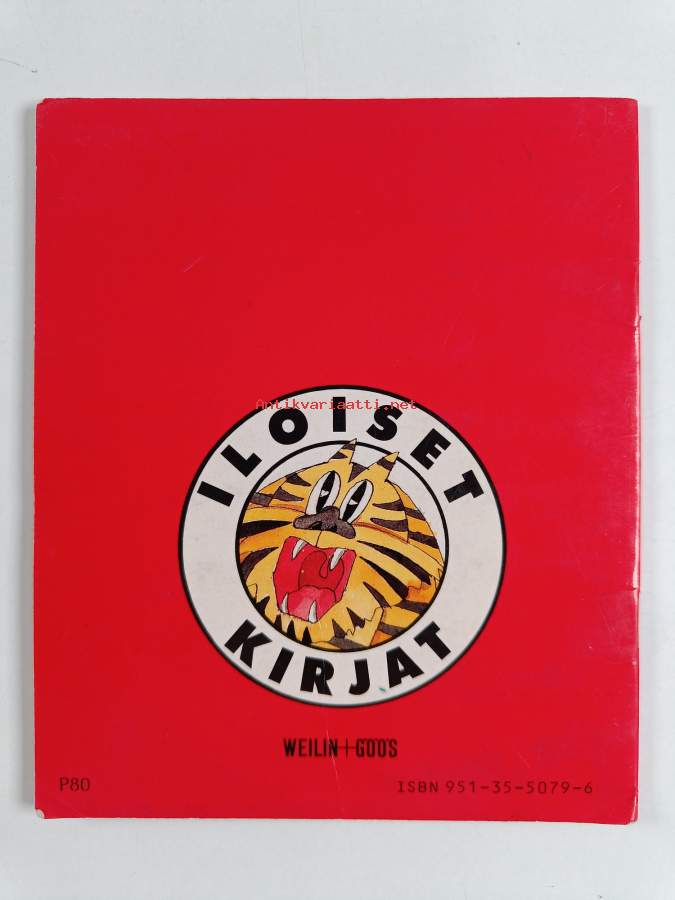 Antikvariaatti.net
ILOISET
KIRJAT
WEILIN+GÖÖS
P80
ISBN 951-35-5079-6